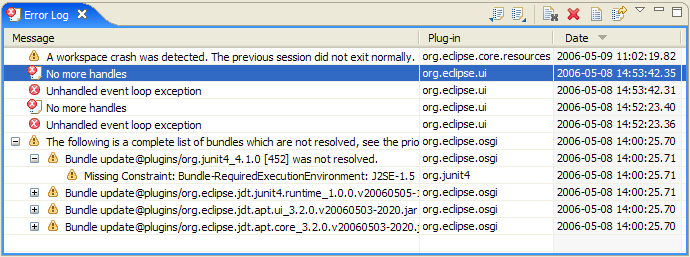 Error Log
Message Plug-in Date
A workspace crash was detected. The previous session did not exit normally. org.eclipse.core.resources 2006-05-09 11:02:19.82
No more handles org.eclipse.ui 2006-05-08 14:53:42.35
Unhandled event loop exception org.eclipse.ui 2006-05-08 14:53:42.31
No more handles org.eclipse.ui 2006-05-08 14:52:23.40
Unhandled event loop exception org.eclipse.ui 2006-05-08 14:52:23.36
The following is a complete list of bundles which are not resolved, see the prio org.eclipse.osgi 2006-05-08 14:00:25.71
Bundle update@plugins/org.junit4_4.1.0 [452] was not resolved. org.eclipse.osgi 2006-05-08 14:00:25.71
Missing Constraint: Bundle-RequiredExecutionEnvironment: J2SE-1.5 org.junit4 2006-05-08 14:00:25.71
Bundle update@plugins/org.eclipse.jdt.junit4.runtime_1.0.0.v20060505-1 org.eclipse.osgi 2006-05-08 14:00:25.70
Bundle update@plugins/org.eclipse.jdt.apt.ui_3.2.0.v20060503-2020.jar org.eclipse.osgi 2006-05-08 14:00:25.70
Bundle update@plugins/org.eclipse.jdt.apt.core_3.2.0.v20060503-2020.j org.eclipse.osgi 2006-05-08 14:00:25.70